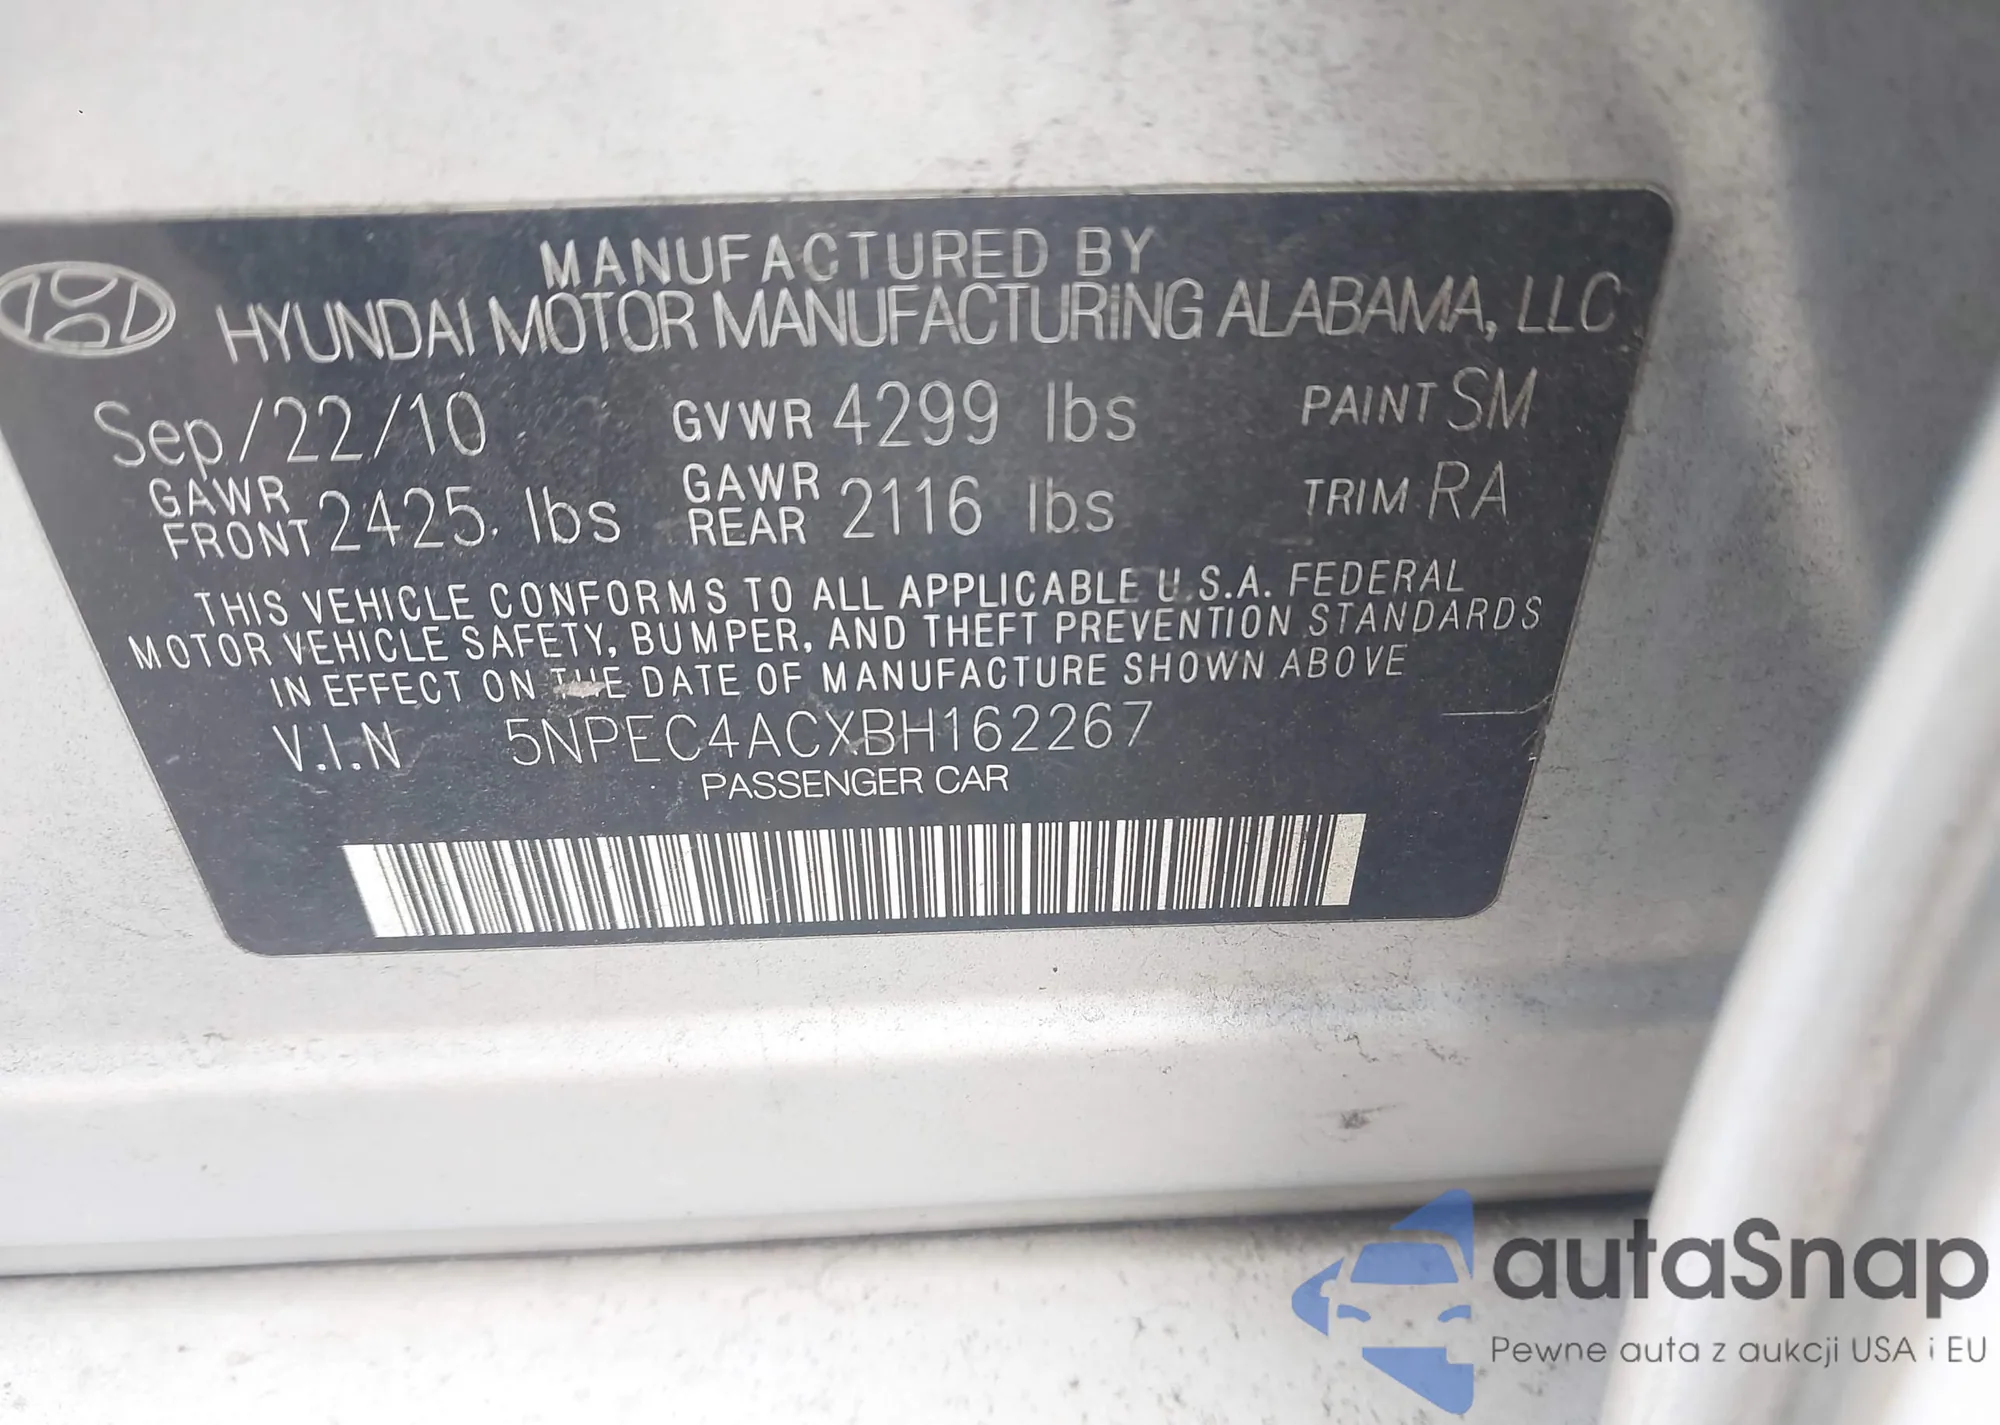 MANUFACTURED BY
HYUNDAI MOTOR MANUFACTURING ALABAMA, LLC
Sep/22/10 GVWR 4299 lbs PAINT SM
GAWR FRONT 2425. lbs GAWR REAR 2116 lbs TRIM RA
THIS VEHICLE CONFORMS TO ALL APPLICABLE U.S.A. FEDERAL
MOTOR VEHICLE SAFETY, BUMPER, AND THEFT PREVENTION STANDARDS
IN EFFECT ON THE DATE OF MANUFACTURE SHOWN ABOVE
V.I.N 5NPEC4ACXBH162267
PASSENGER CAR
autaSnap
Pewne auta z aukcji USA i EU